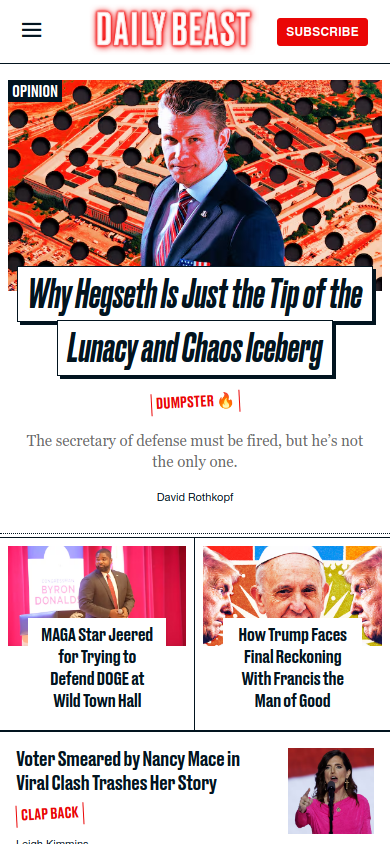 DAILY BEAST
SUBSCRIBE
OPINION
Why Hegseth Is Just the Tip of the
Lunacy and Chaos Iceberg
DUMPSTER 🔥
The secretary of defense must be fired, but he's not
the only one.
David Rothkopf
BYRON
DONALDS
MAGA Star Jeered
for Trying to
Defend DOGE at
Wild Town Hall
How Trump Faces
Final Reckoning
With Francis the
Man of Good
Voter Smeared by Nancy Mace in
Viral Clash Trashes Her Story
CLAP BACK
Leigh Kimmins